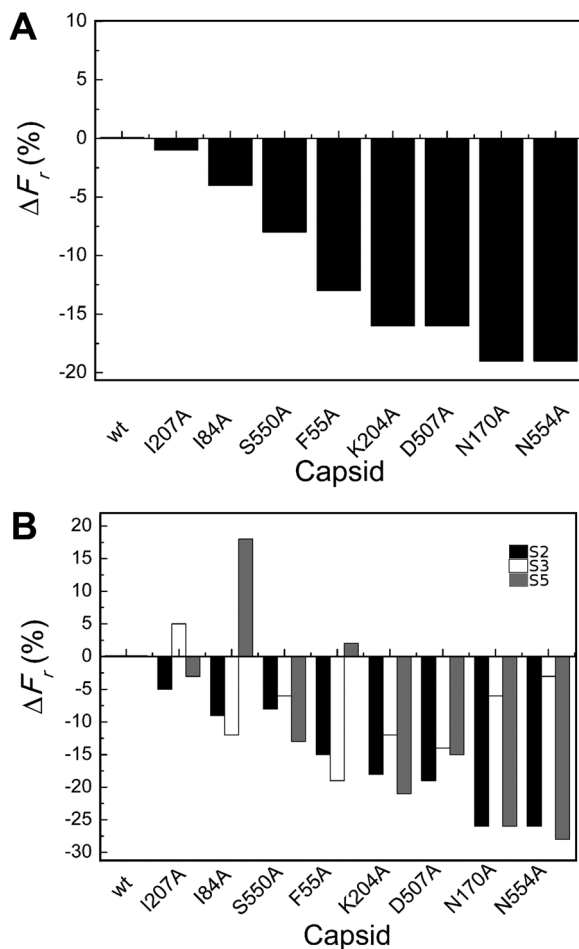 A
ΔFr (%)
10
5
0
-5
-10
-15
-20
wt
I207A
I84A
S550A
F55A
K204A
D507A
N170A
N554A
Capsid
B
ΔFr (%)
20
15
10
5
0
-5
-10
-15
-20
-25
-30
S2
S3
S5
wt
I207A
I84A
S550A
F55A
K204A
D507A
N170A
N554A
Capsid